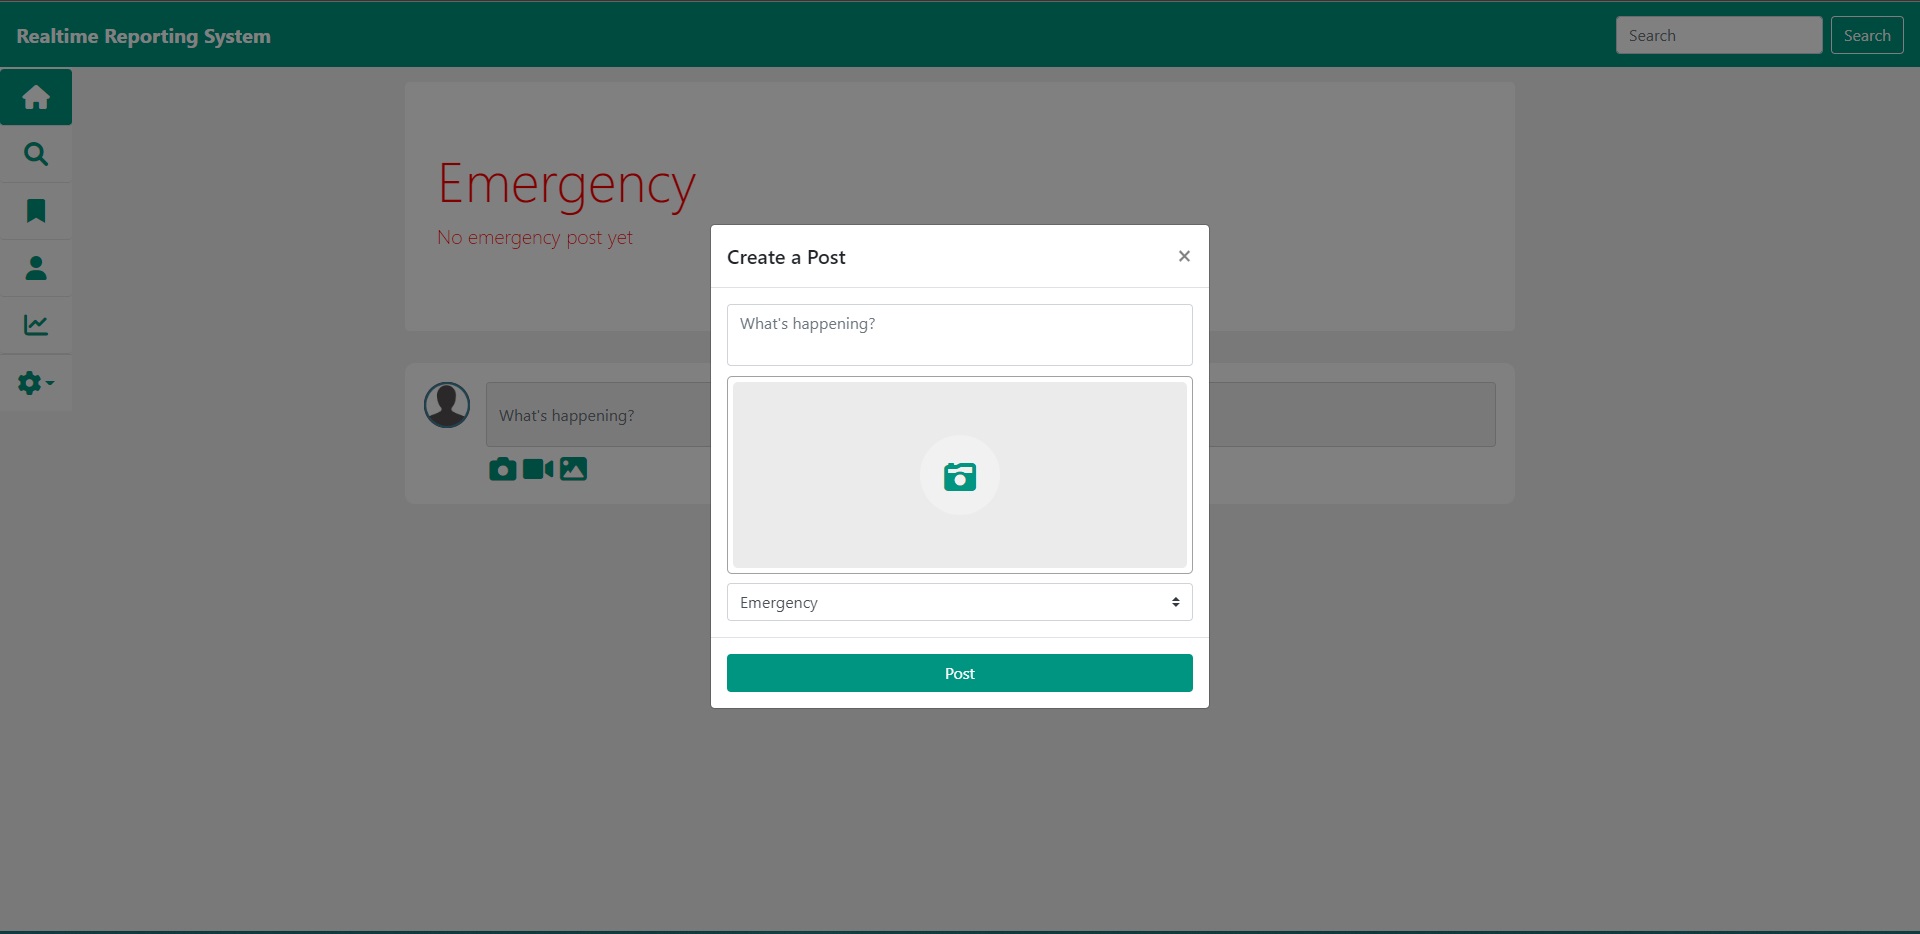 Realtime Reporting System
Search
Search
Emergency
No emergency post yet
What's happening?
Create a Post
×
What's happening?
Emergency
Post